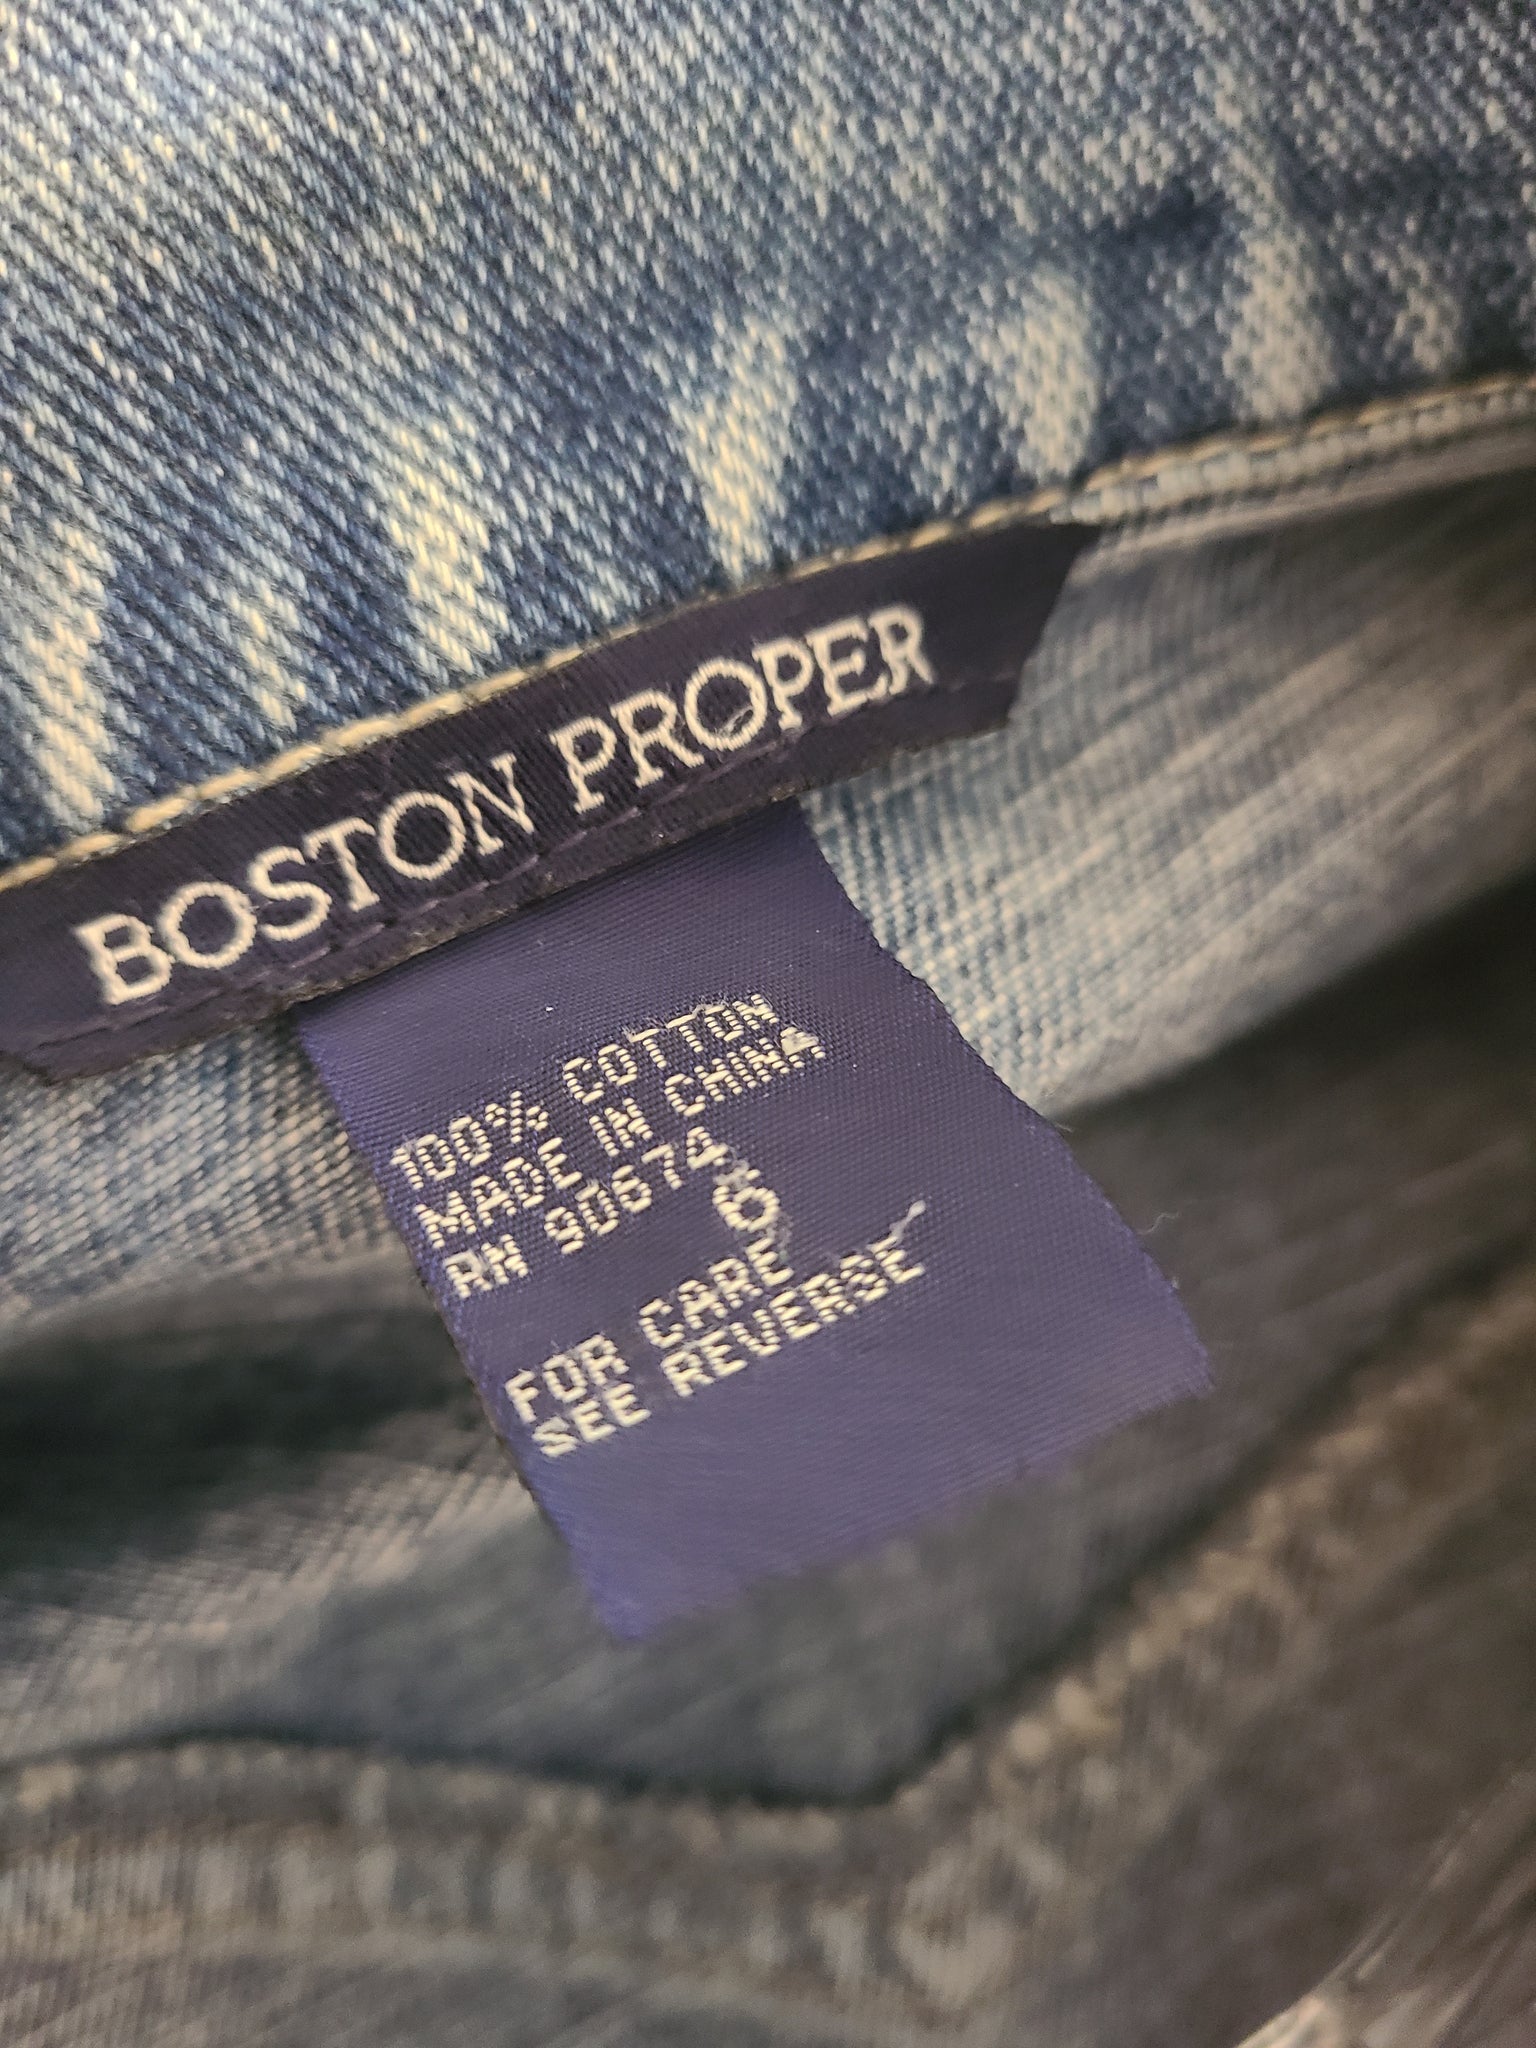 BOSTON PROPER
100% COTTON
MADE IN CHINA
RN 90674
6
FOR CARE
SEE REVERSE